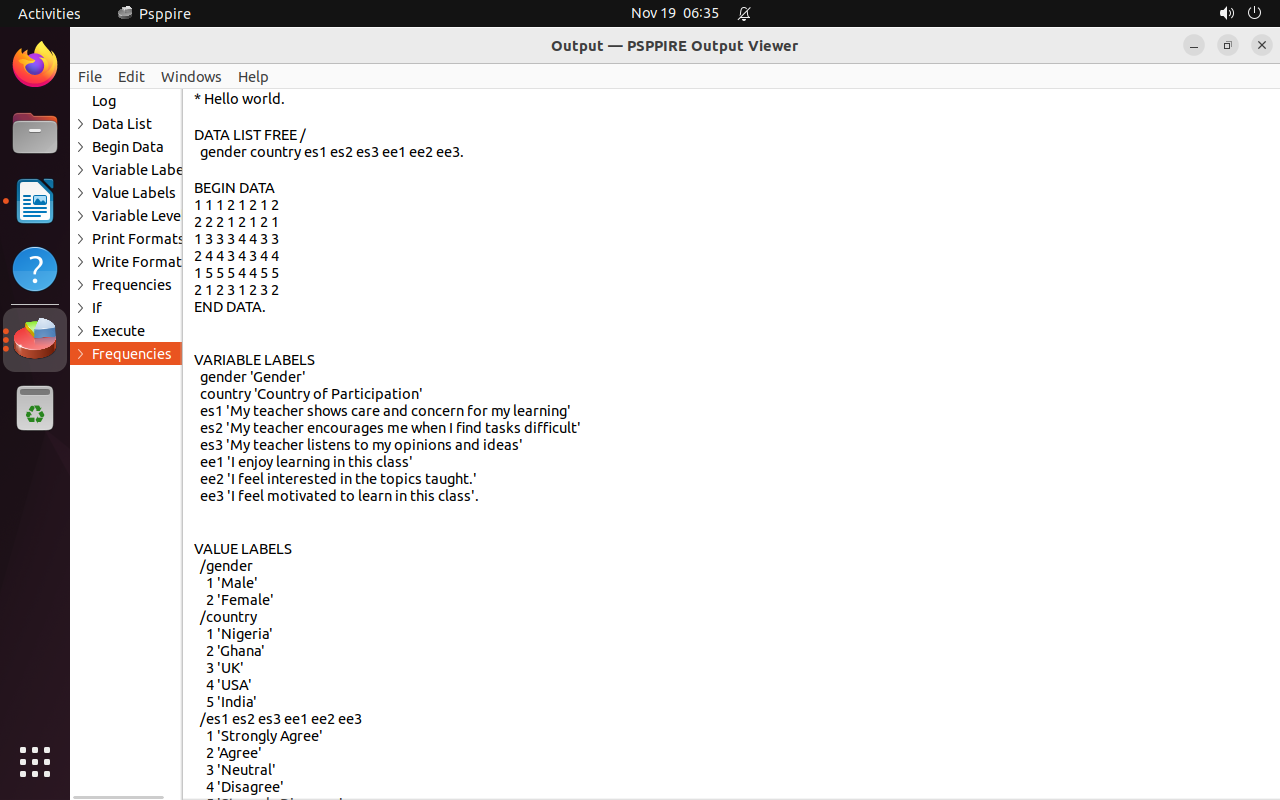 Activities
Psppire
Nov 19 06:35
Output — PSPPIRE Output Viewer
File Edit Windows Help
Log
Data List
Begin Data
Variable Labe
Value Labels
Variable Leve
Print Formats
Write Format
Frequencies
If
Execute
Frequencies
* Hello world.
DATA LIST FREE /
gender country es1 es2 es3 ee1 ee2 ee3.
BEGIN DATA
1 1 1 2 1 2 1 2
2 2 2 1 2 1 2 1
1 3 3 3 4 4 3 3
2 4 4 3 4 3 4 4
1 5 5 5 4 4 5 5
2 1 2 3 1 2 3 2
END DATA.
VARIABLE LABELS
gender 'Gender'
country 'Country of Participation'
es1 'My teacher shows care and concern for my learning'
es2 'My teacher encourages me when I find tasks difficult'
es3 'My teacher listens to my opinions and ideas'
ee1 'I enjoy learning in this class'
ee2 'I feel interested in the topics taught.'
ee3 'I feel motivated to learn in this class'.
VALUE LABELS
/gender
1 'Male'
2 'Female'
/country
1 'Nigeria'
2 'Ghana'
3 'UK'
4 'USA'
5 'India'
/es1 es2 es3 ee1 ee2 ee3
1 'Strongly Agree'
2 'Agree'
3 'Neutral'
4 'Disagree'